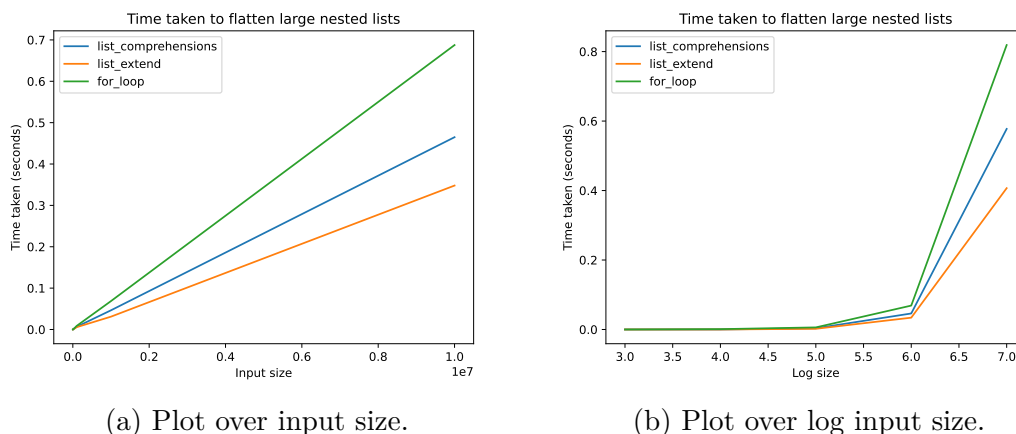 Time taken to flatten large nested lists
list_comprehensions
list_extend
for_loop
0.7
0.6
0.5
0.4
0.3
0.2
0.1
0.0
Time taken (seconds)
0.0 0.2 0.4 0.6 0.8 1.0
1e7
Input size
(a) Plot over input size.
Time taken to flatten large nested lists
list_comprehensions
list_extend
for_loop
0.8
0.6
0.4
0.2
0.0
Time taken (seconds)
3.0 3.5 4.0 4.5 5.0 5.5 6.0 6.5 7.0
Log size
(b) Plot over log input size.